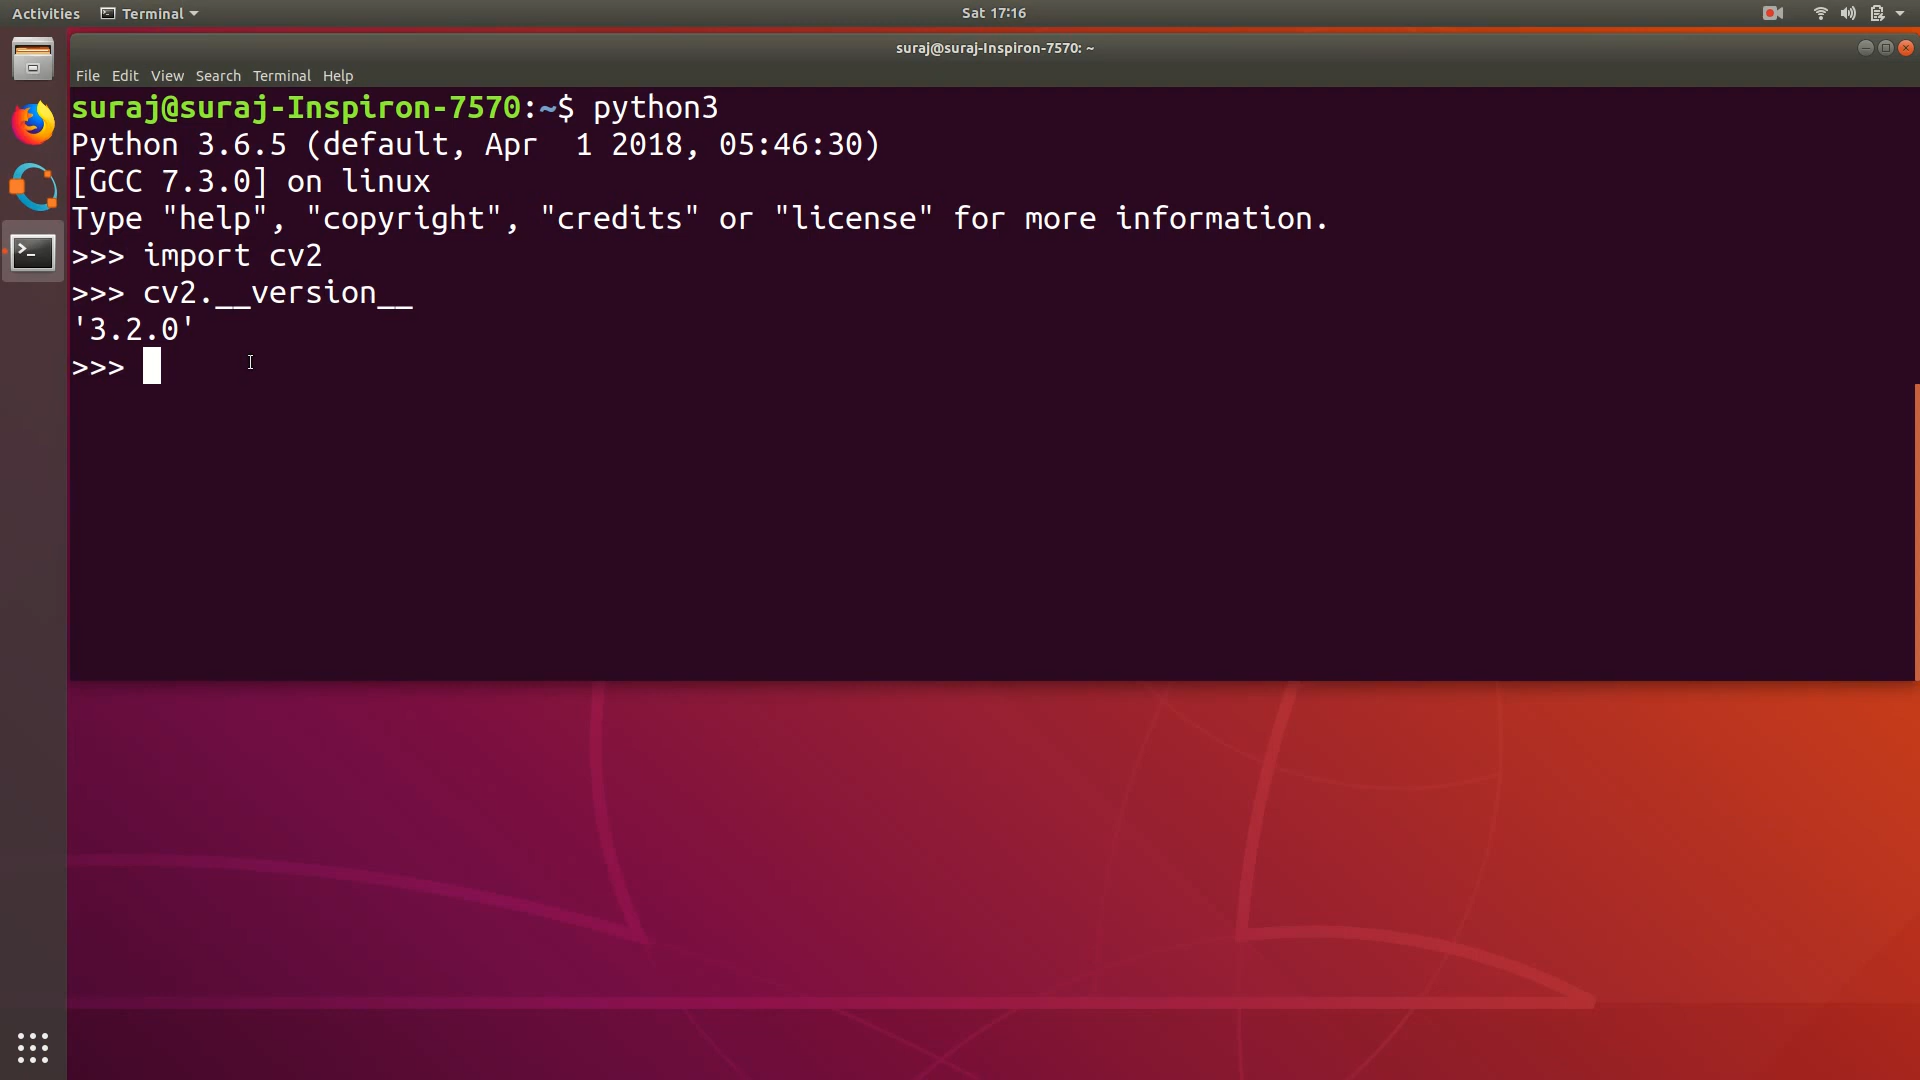 Activities Terminal Sat 17:16
suraj@suraj-Inspiron-7570: ~
File Edit View Search Terminal Help
suraj@suraj-Inspiron-7570:~$ python3
Python 3.6.5 (default, Apr  1 2018, 05:46:30)
[GCC 7.3.0] on linux
Type "help", "copyright", "credits" or "license" for more information.
>>> import cv2
>>> cv2.__version__
'3.2.0'
>>>